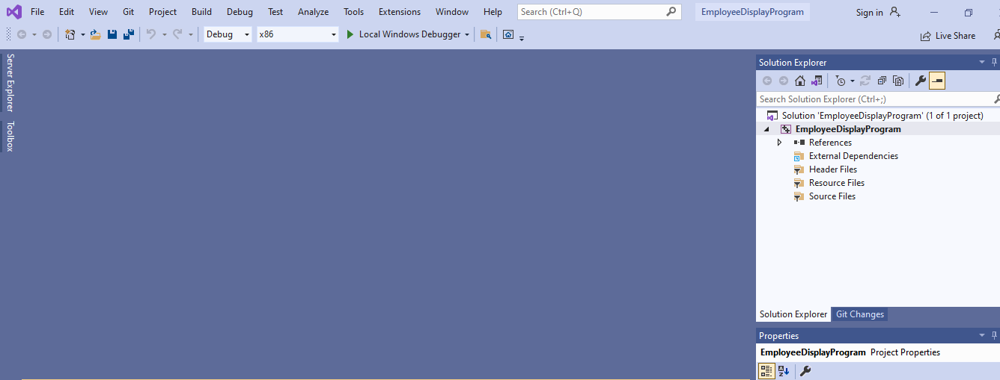 File Edit View Git Project Build Debug Test Analyze Tools Extensions Window Help Search (Ctrl+Q) EmployeeDisplayProgram Sign in
Debug x86 Local Windows Debugger Live Share
Server Explorer
Toolbox
Solution Explorer
Search Solution Explorer (Ctrl+;)
Solution 'EmployeeDisplayProgram' (1 of 1 project)
EmployeeDisplayProgram
References
External Dependencies
Header Files
Resource Files
Source Files
Solution Explorer Git Changes
Properties
EmployeeDisplayProgram Project Properties